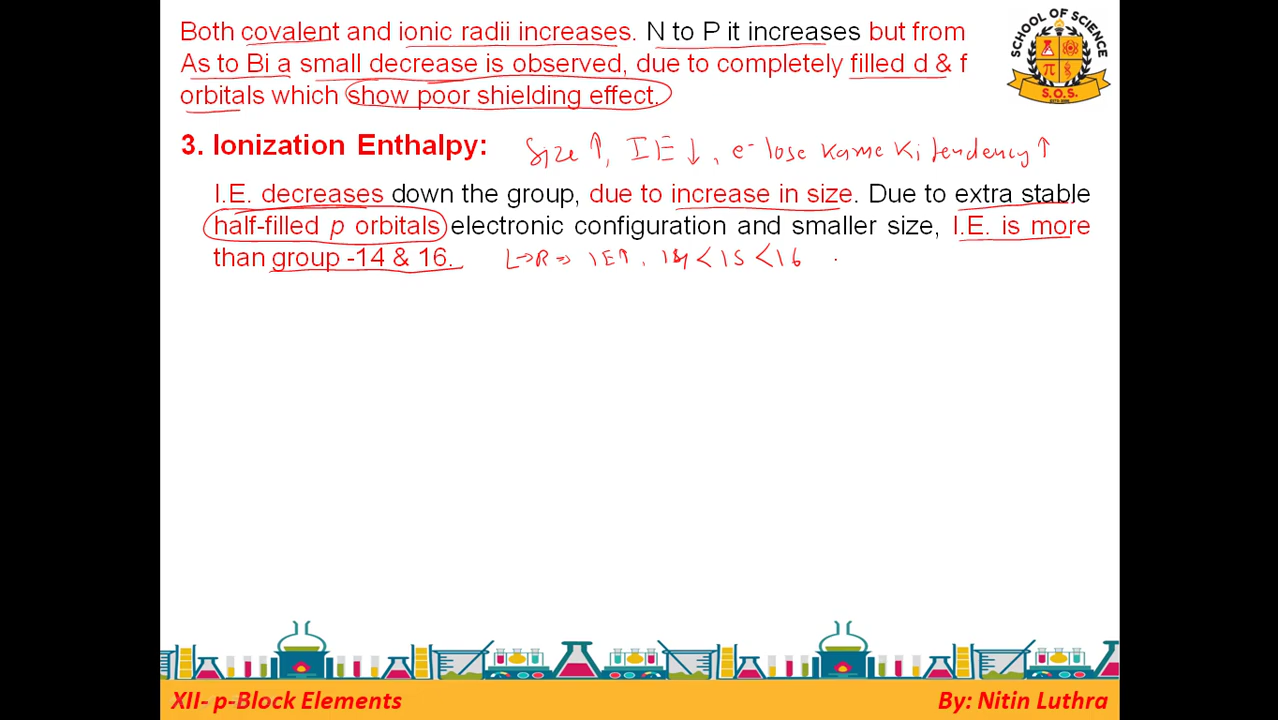 Both covalent and ionic radii increases. N to P it increases but from
As to Bi a small decrease is observed, due to completely filled d & f
orbitals which show poor shielding effect.
SCHOOL OF SCIENCE
π
S.O.S.
3. Ionization Enthalpy:
Size ↑, IE ↓, e- lose karne ki tendency ↑
I.E. decreases down the group, due to increase in size. Due to extra stable
half-filled p orbitals electronic configuration and smaller size, I.E. is more
than group -14 & 16.
L→R ⇒ IE↑, 14 < 15 < 16
XII- p-Block Elements
By: Nitin Luthra